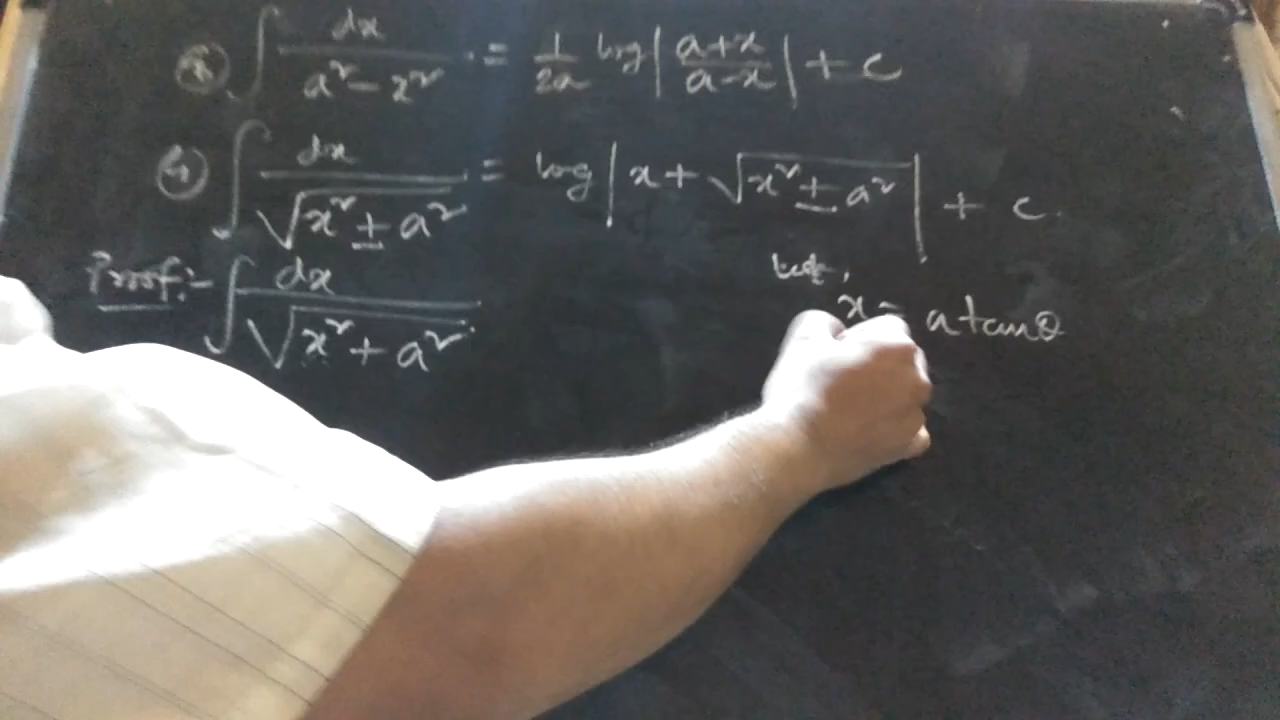 ③ ∫ dx / (a² - x²) = 1/2a log |(a+x)/(a-x)| + c
④ ∫ dx / √(x² ± a²) = log | x + √(x² ± a²) | + c
Proof:- ∫ dx / √(x² + a²)
let,
x = a tanθ